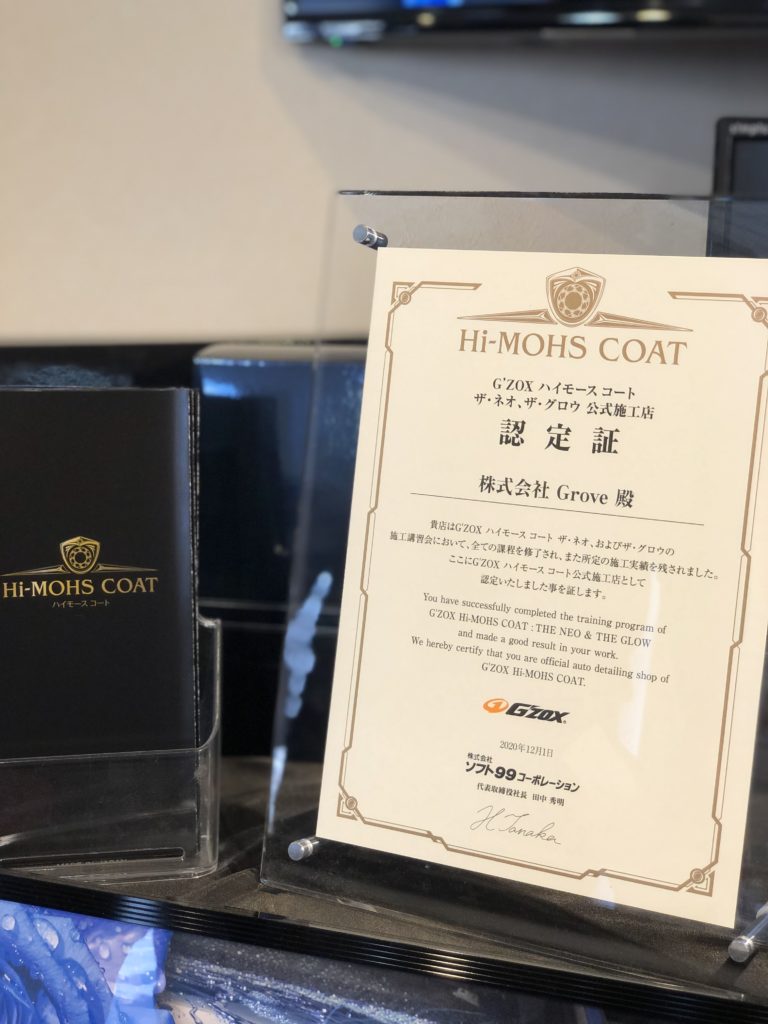 Hi-MOHS COAT
ハイモース コート
Hi-MOHS COAT
G'ZOX ハイモース コート
ザ・ネオ、ザ・グロウ 公式施工店
認定証
株式会社 Grove 殿
貴店はG'ZOX ハイモース コート ザ・ネオ、およびザ・グロウの
施工講習会において、全ての課程を修了され、また所定の施工実績を残されました。
ここにG'ZOX ハイモース コート公式施工店として
認定いたしました事を証します。
You have successfully completed the training program of
G'ZOX Hi-MOHS COAT : THE NEO & THE GLOW
and made a good result in your work.
We hereby certify that you are official auto detailing shop of
G'ZOX Hi-MOHS COAT.
G'ZOX®
2020年12月1日
株式会社
ソフト99コーポレーション
代表取締役社長 田中 秀明
H Tanaka